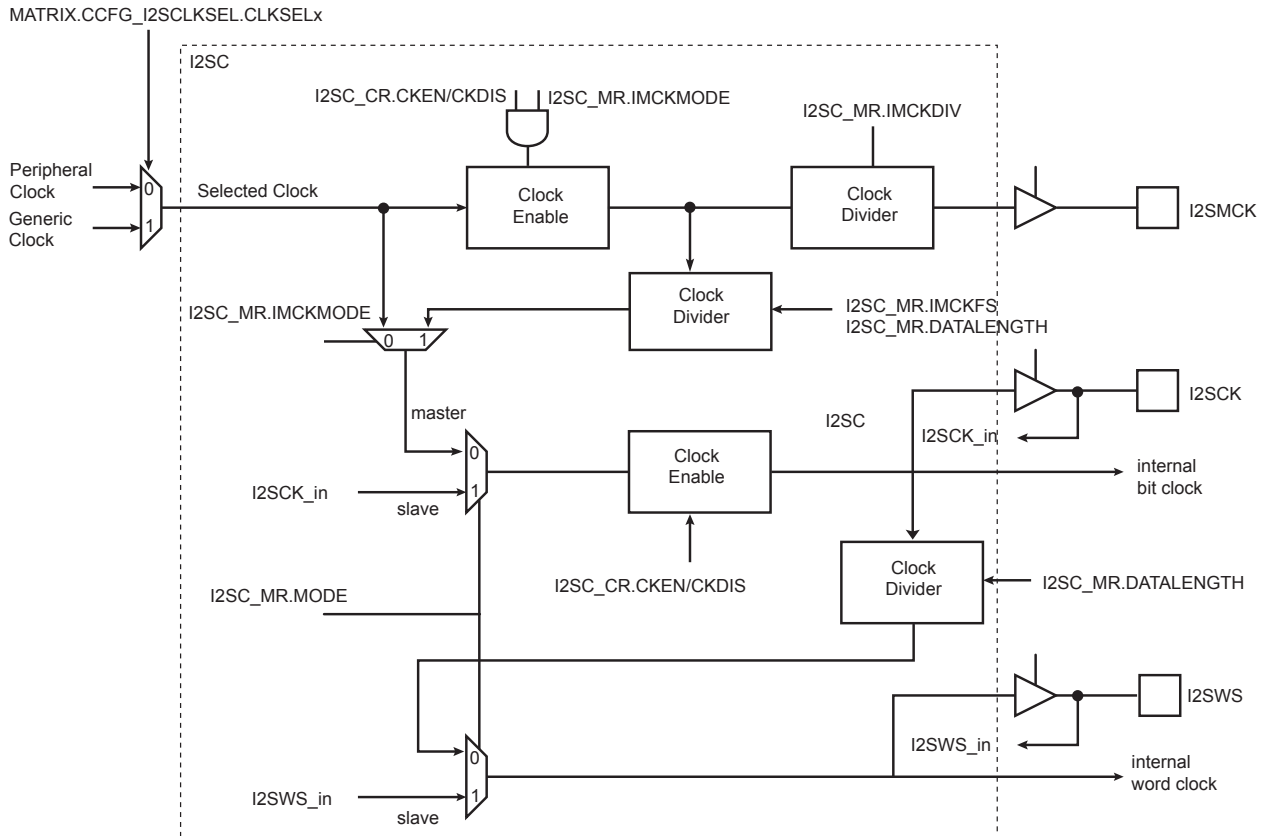 MATRIX.CCFG_I2SCLKSEL.CLKSELx
I2SC
I2SC_CR.CKEN/CKDIS
I2SC_MR.IMCKMODE
I2SC_MR.IMCKDIV
Peripheral
Clock
0
Selected Clock
Clock
Enable
Clock
Divider
I2SMCK
Generic
Clock
1
Clock
Divider
I2SC_MR.IMCKFS
I2SC_MR.DATALENGTH
I2SC_MR.IMCKMODE
0 1
I2SCK
master
I2SC
I2SCK_in
0
Clock
Enable
internal
bit clock
I2SCK_in
1
slave
I2SC_CR.CKEN/CKDIS
Clock
Divider
I2SC_MR.DATALENGTH
I2SC_MR.MODE
I2SWS
I2SWS_in
0
internal
word clock
I2SWS_in
1
slave